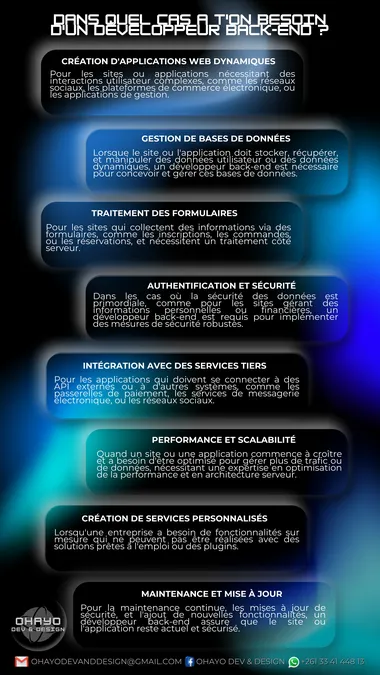 DANS QUEL CAS A T'ON BESOIN
D'UN DEVELOPPEUR BACK-END ?
CRÉATION D'APPLICATIONS WEB DYNAMIQUES
Pour les sites ou applications nécessitant des
interactions utilisateur complexes, comme les réseaux
sociaux, les plateformes de commerce électronique, ou
les applications de gestion.
GESTION DE BASES DE DONNÉES
Lorsque le site ou l'application doit stocker, récupérer,
et manipuler des données utilisateur ou des données
dynamiques, un développeur back-end est nécessaire
pour concevoir et gérer ces bases de données.
TRAITEMENT DES FORMULAIRES
Pour les sites qui collectent des informations via des
formulaires, comme les inscriptions, les commandes,
ou les réservations, et nécessitent un traitement côté
serveur.
AUTHENTIFICATION ET SÉCURITÉ
Dans les cas où la sécurité des données est
primordiale, comme pour les sites gérant des
informations personnelles ou financières, un
développeur back-end est requis pour implémenter
des mesures de sécurité robustes.
INTÉGRATION AVEC DES SERVICES TIERS
Pour les applications qui doivent se connecter à des
API externes ou à d'autres systèmes, comme les
passerelles de paiement, les services de messagerie
électronique, ou les réseaux sociaux.
PERFORMANCE ET SCALABILITÉ
Quand un site ou une application commence à croître
et a besoin d'être optimisé pour gérer plus de trafic ou
de données, nécessitant une expertise en optimisation
de la performance et en architecture serveur.
CRÉATION DE SERVICES PERSONNALISÉS
Lorsqu'une entreprise a besoin de fonctionnalités sur
mesure qui ne peuvent pas être réalisées avec des
solutions prêtes à l'emploi ou des plugins.
MAINTENANCE ET MISE À JOUR
Pour la maintenance continue, les mises à jour de
sécurité, et l'ajout de nouvelles fonctionnalités, un
développeur back-end assure que le site ou
l'application reste actuel et sécurisé.
OHAYO
DEV & DESIGN
OHAYODEVANDDESIGN@GMAIL.COM OHAYO DEV & DESIGN +261 33 41 448 13